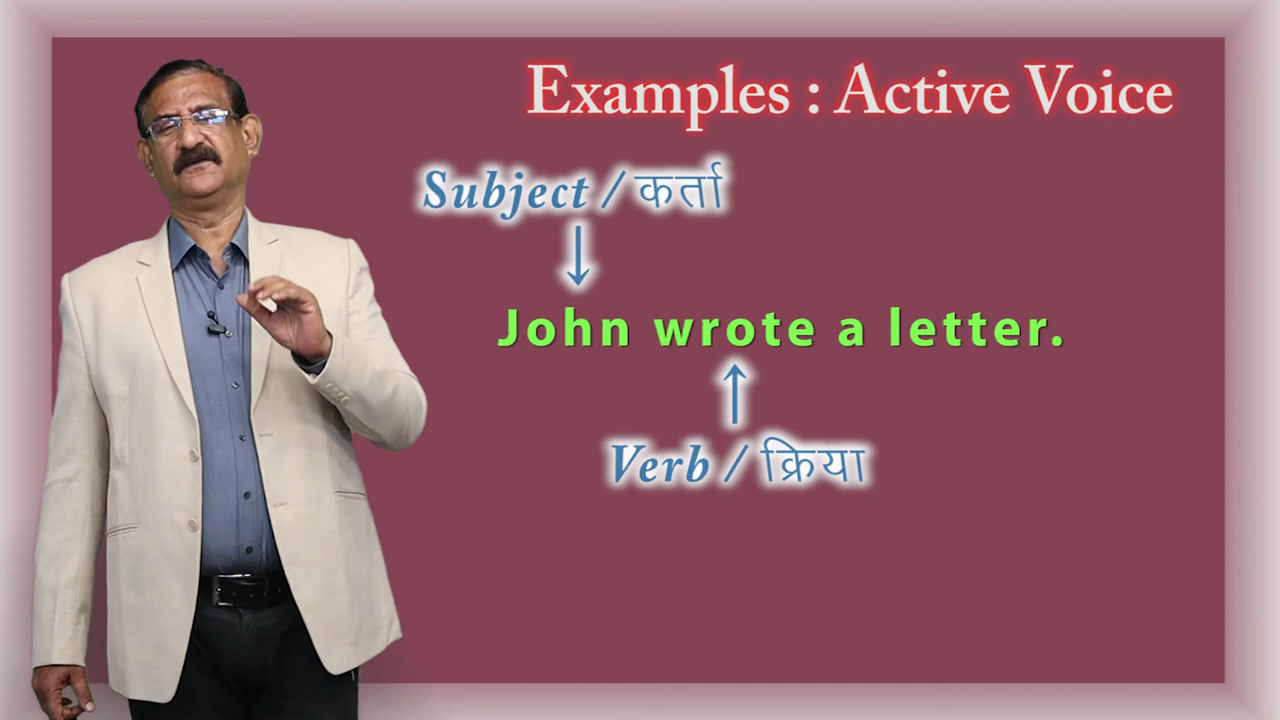 Examples : Active Voice
Subject / कर्ता
John wrote a letter.
Verb / क्रिया